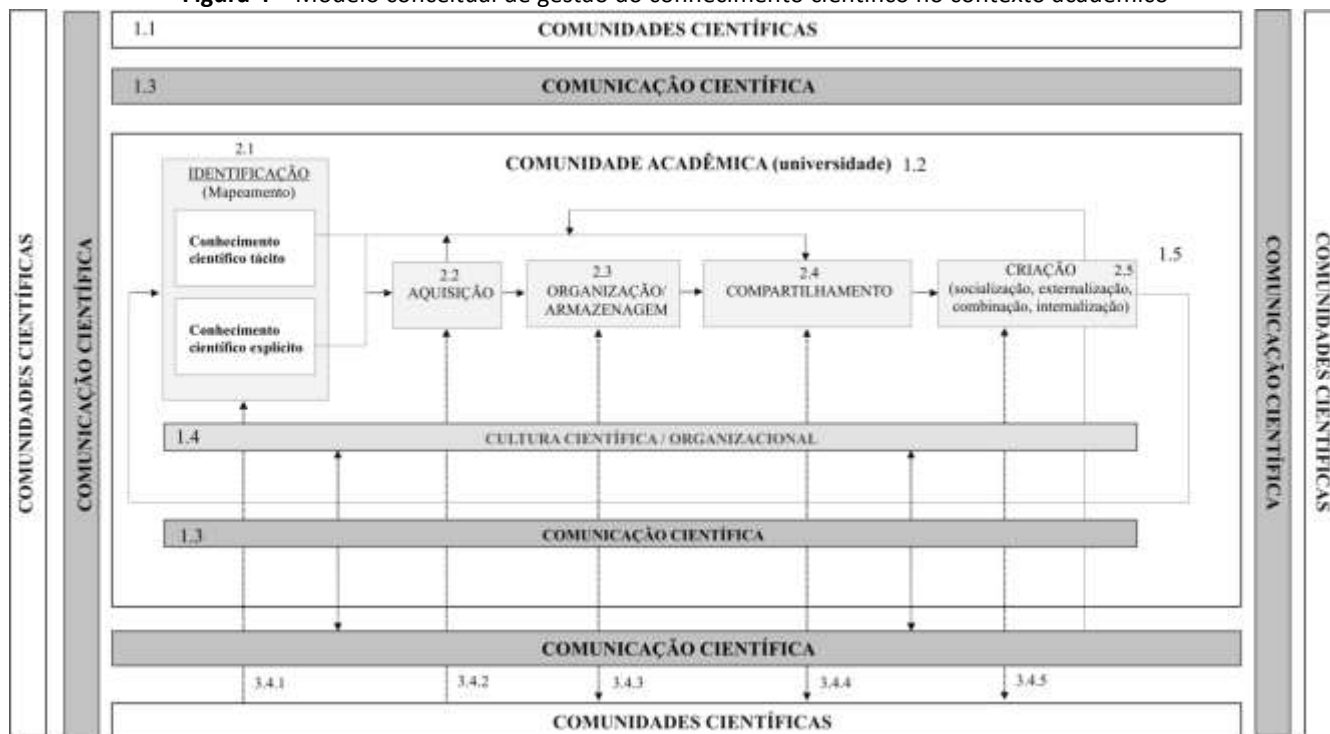 Figura 4 – Modelo conceitual de gestão do conhecimento científico no contexto acadêmico
1.1 COMUNIDADES CIENTÍFICAS
1.3 COMUNICAÇÃO CIENTÍFICA
COMUNIDADES CIENTÍFICAS
COMUNICAÇÃO CIENTÍFICA
COMUNIDADE ACADÊMICA (universidade) 1.2
2.1
IDENTIFICAÇÃO
(Mapeamento)
Conhecimento
científico tácito
Conhecimento
científico explícito
2.2
AQUISIÇÃO
2.3
ORGANIZAÇÃO/
ARMAZENAGEM
2.4
COMPARTILHAMENTO
CRIAÇÃO 2.5
(socialização, externalização,
combinação, internalização)
1.5
1.4 CULTURA CIENTÍFICA / ORGANIZACIONAL
1.3 COMUNICAÇÃO CIENTÍFICA
COMUNICAÇÃO CIENTÍFICA
COMUNIDADES CIENTÍFICAS
COMUNICAÇÃO CIENTÍFICA
3.4.1 3.4.2 3.4.3 3.4.4 3.4.5
COMUNIDADES CIENTÍFICAS